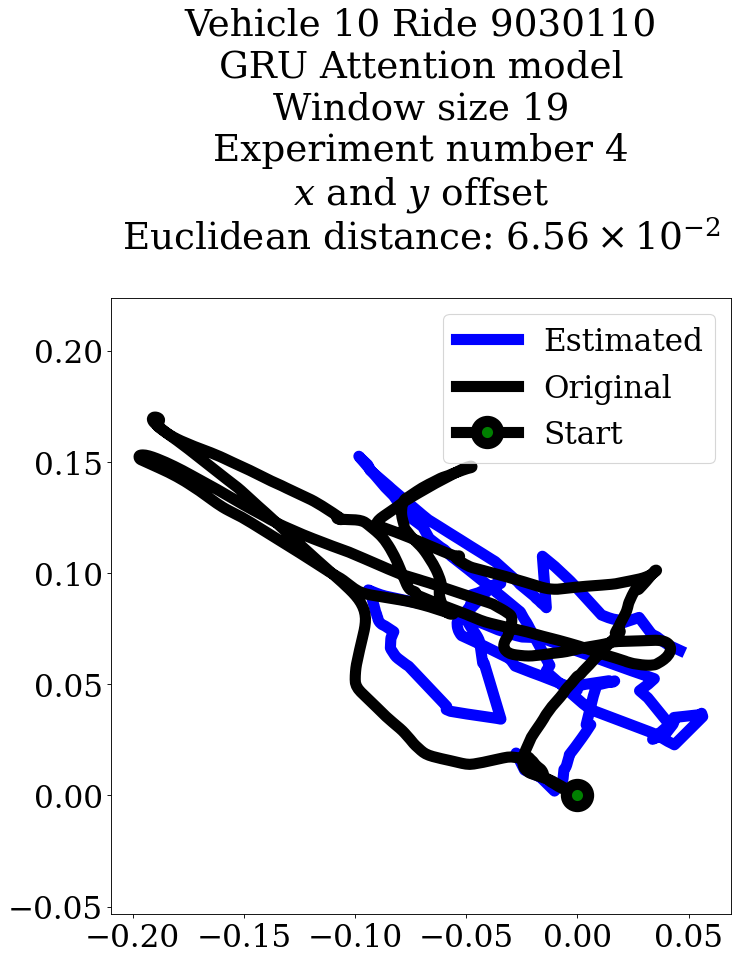 Vehicle 10 Ride 9030110
GRU Attention model
Window size 19
Experiment number 4
x and y offset
Euclidean distance: 6.56 × 10⁻²
Estimated
Original
Start
0.20
0.15
0.10
0.05
0.00
−0.05
−0.20 −0.15 −0.10 −0.05 0.00 0.05